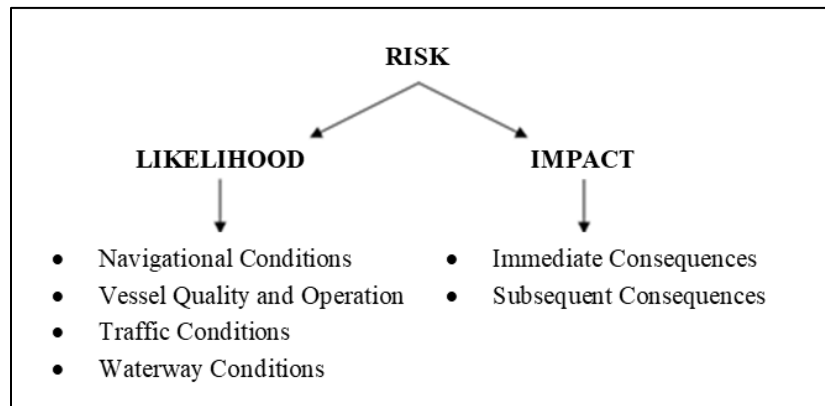 RISK
LIKELIHOOD
IMPACT
• Navigational Conditions
• Vessel Quality and Operation
• Traffic Conditions
• Waterway Conditions
• Immediate Consequences
• Subsequent Consequences